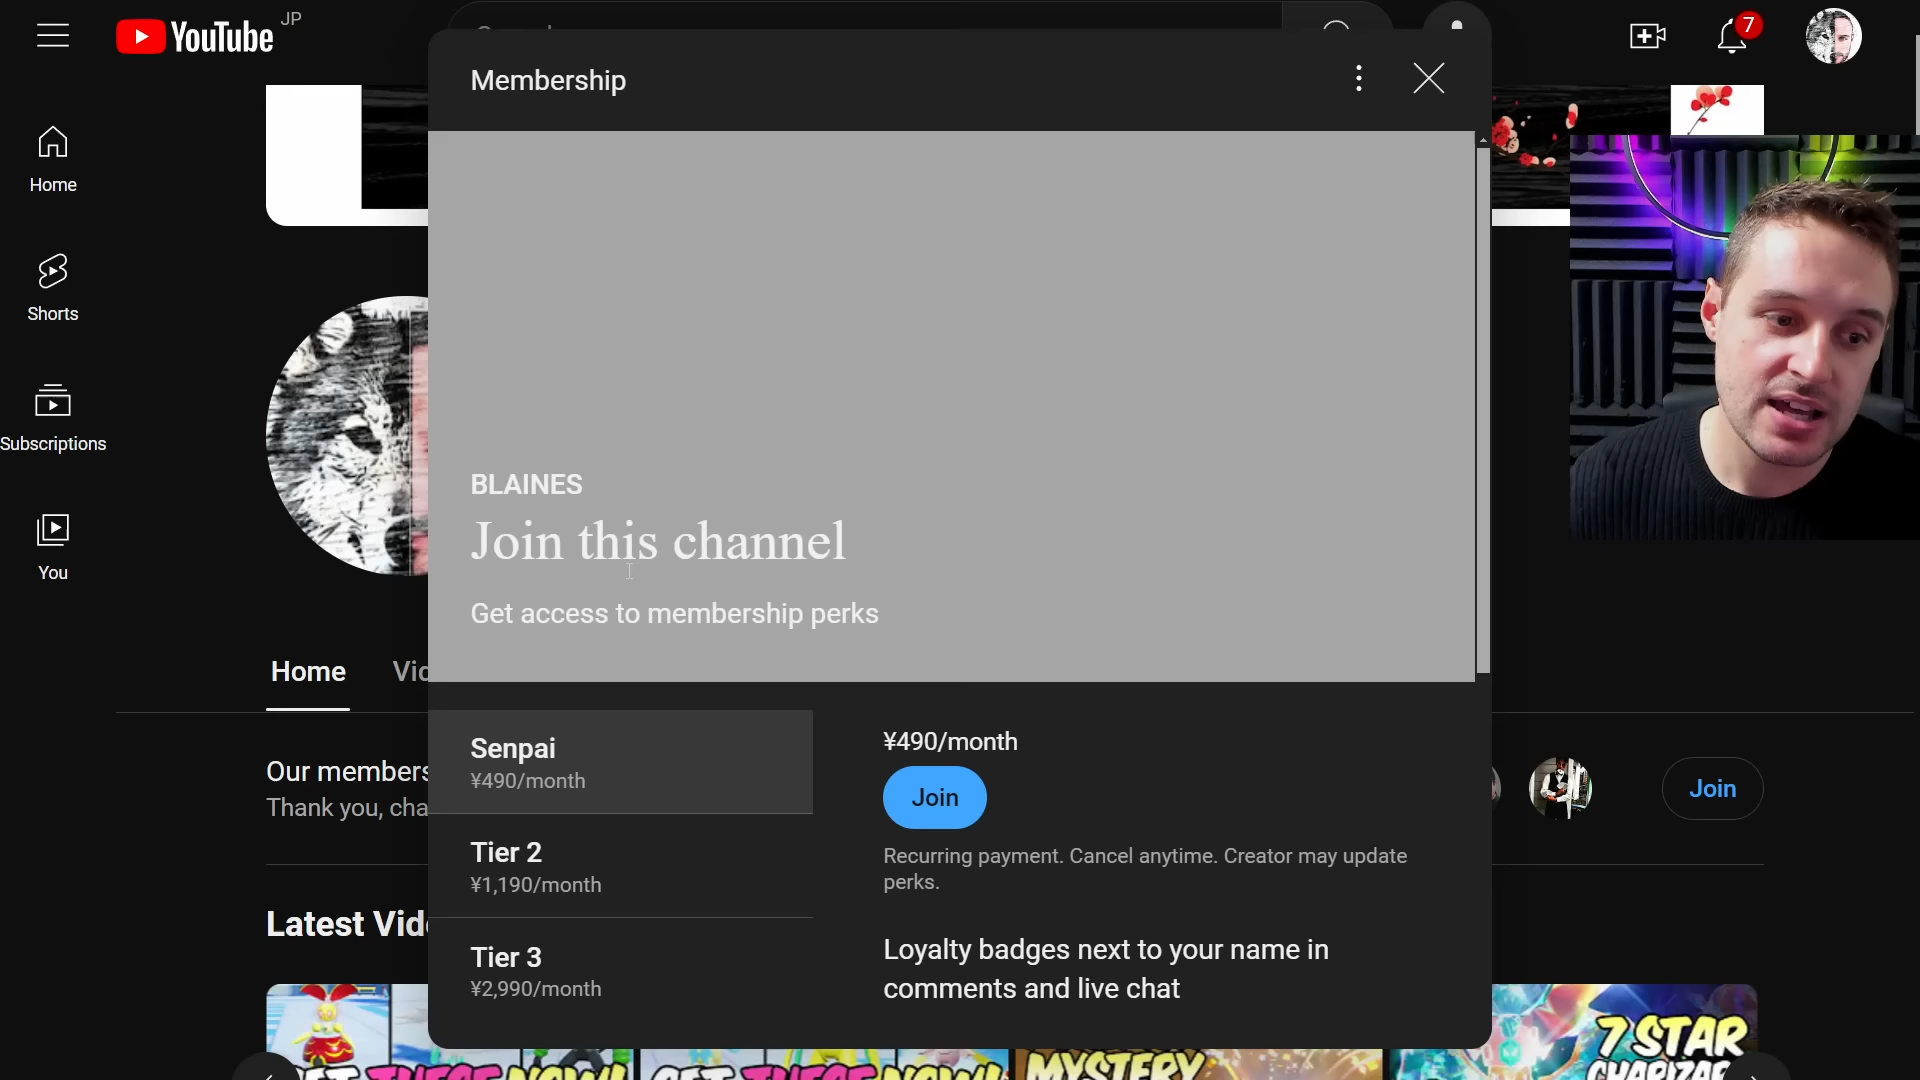 YouTube JP
7
Membership
Home
Shorts
Subscriptions
You
BLAINES
Join this channel
Get access to membership perks
Home
Senpai
¥490/month
¥490/month
Join
Our members
Thank you,
Join
Tier 2
¥1,190/month
Recurring payment. Cancel anytime. Creator may update
perks.
Latest
Tier 3
¥2,990/month
Loyalty badges next to your name in
comments and live chat
7 STAR
MYSTERY